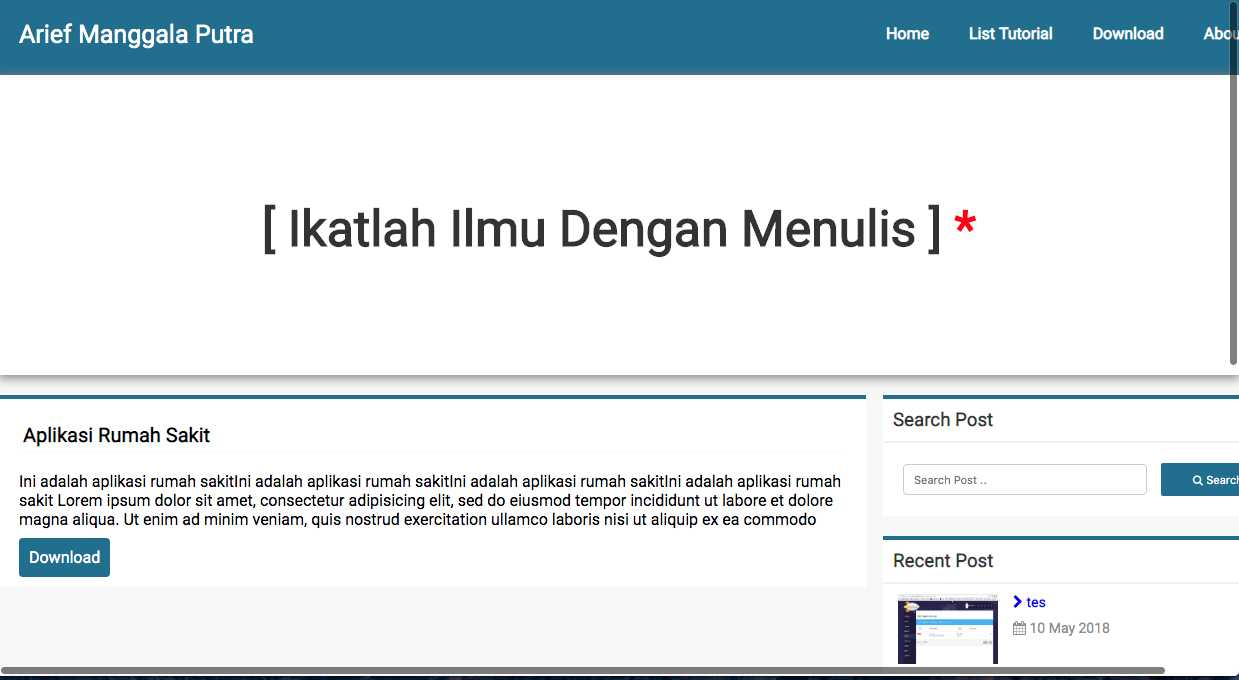 Arief Manggala Putra
Home List Tutorial Download Abou
[ Ikatlah Ilmu Dengan Menulis ] *
Aplikasi Rumah Sakit
Ini adalah aplikasi rumah sakitIni adalah aplikasi rumah sakitIni adalah aplikasi rumah sakitIni adalah aplikasi rumah
sakit Lorem ipsum dolor sit amet, consectetur adipisicing elit, sed do eiusmod tempor incididunt ut labore et dolore
magna aliqua. Ut enim ad minim veniam, quis nostrud exercitation ullamco laboris nisi ut aliquip ex ea commodo
Download
Search Post
Search Post ..
Search
Recent Post
tes
10 May 2018